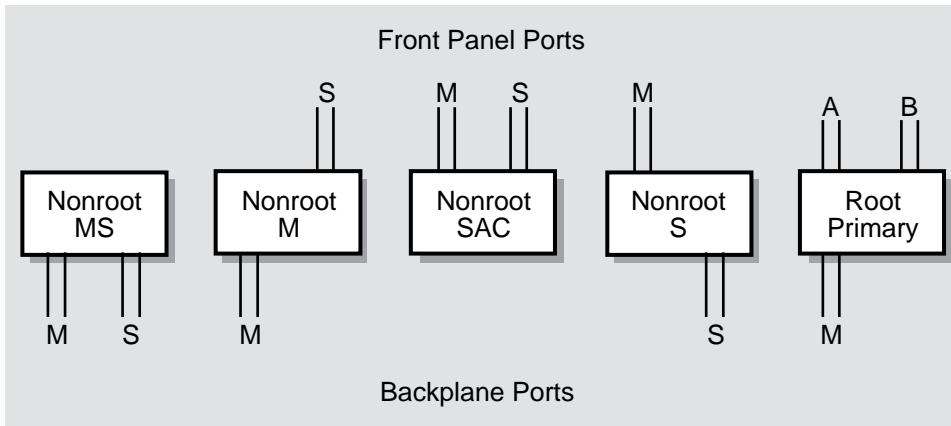 Front Panel Ports
S
M
S
M
A
B
Nonroot
MS
Nonroot
M
Nonroot
SAC
Nonroot
S
Root
Primary
M
S
M
S
M
Backplane Ports